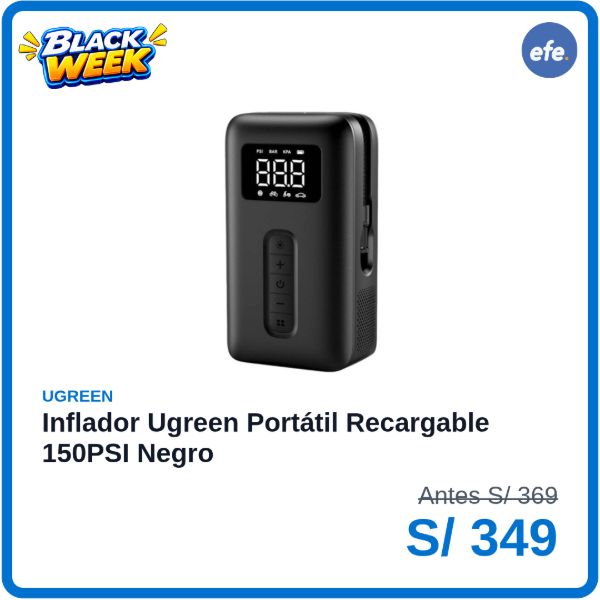 BLACK
WEEK
efe.
PSI BAR KPA
88.8
UGREEN
Inflador Ugreen Portátil Recargable
150PSI Negro
Antes S/ 369
S/ 349